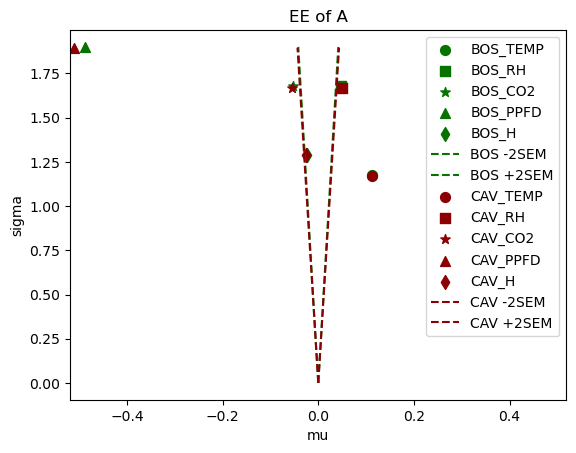 EE of A
BOS_TEMP
BOS_RH
BOS_CO2
BOS_PPFD
BOS_H
BOS -2SEM
BOS +2SEM
CAV_TEMP
CAV_RH
CAV_CO2
CAV_PPFD
CAV_H
CAV -2SEM
CAV +2SEM
sigma
1.75
1.50
1.25
1.00
0.75
0.50
0.25
0.00
−0.4
−0.2
0.0
0.2
0.4
mu